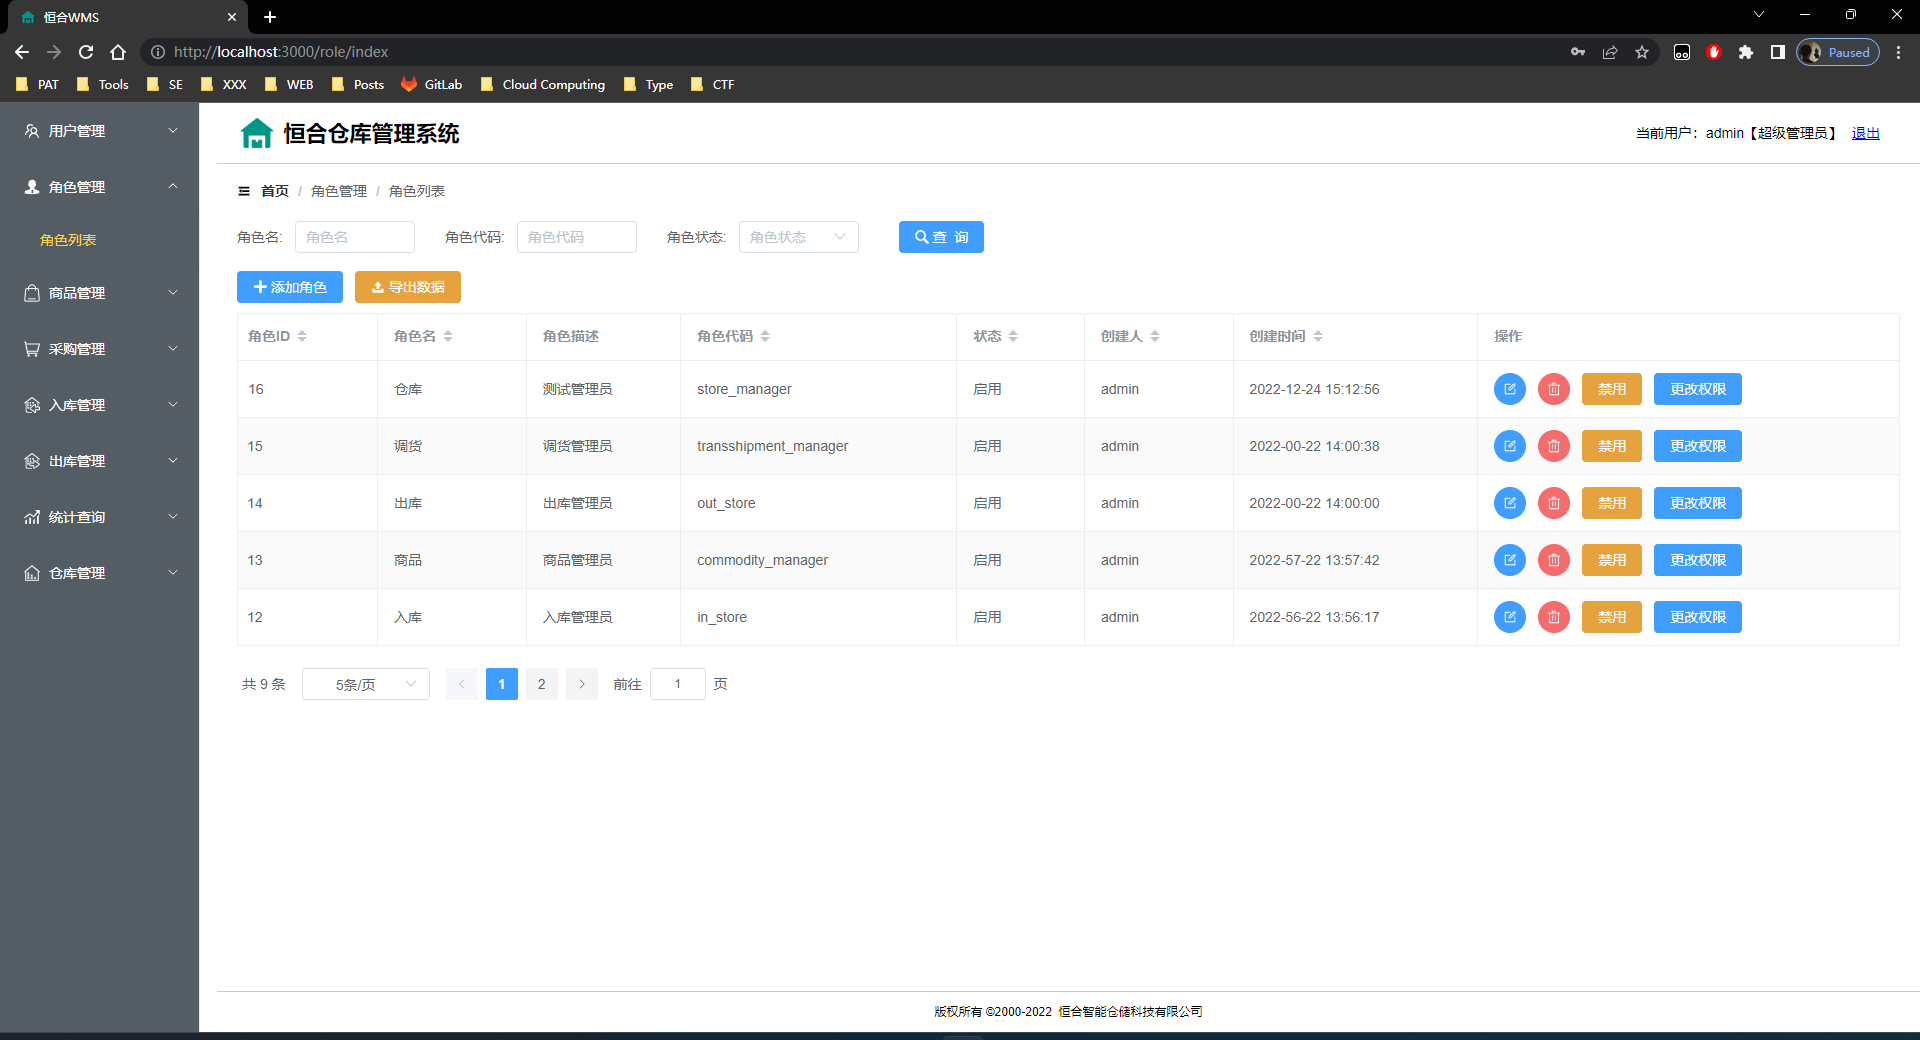 恒合WMS
http://localhost:3000/role/index
Paused
PAT Tools SE XXX WEB Posts GitLab Cloud Computing Type CTF
用户管理
角色管理
角色列表
商品管理
采购管理
入库管理
出库管理
统计查询
仓库管理
恒合仓库管理系统
当前用户：admin【超级管理员】 退出
首页 / 角色管理 / 角色列表
角色名: 角色名 角色代码: 角色代码 角色状态: 角色状态 查 询
添加角色 导出数据
角色ID 角色名 角色描述 角色代码 状态 创建人 创建时间 操作
16 仓库 测试管理员 store_manager 启用 admin 2022-12-24 15:12:56 禁用 更改权限
15 调货 调货管理员 transshipment_manager 启用 admin 2022-00-22 14:00:38 禁用 更改权限
14 出库 出库管理员 out_store 启用 admin 2022-00-22 14:00:00 禁用 更改权限
13 商品 商品管理员 commodity_manager 启用 admin 2022-57-22 13:57:42 禁用 更改权限
12 入库 入库管理员 in_store 启用 admin 2022-56-22 13:56:17 禁用 更改权限
共 9 条 5条/页 1 2 前往 1 页
版权所有 ©2000-2022 恒合智能仓储科技有限公司